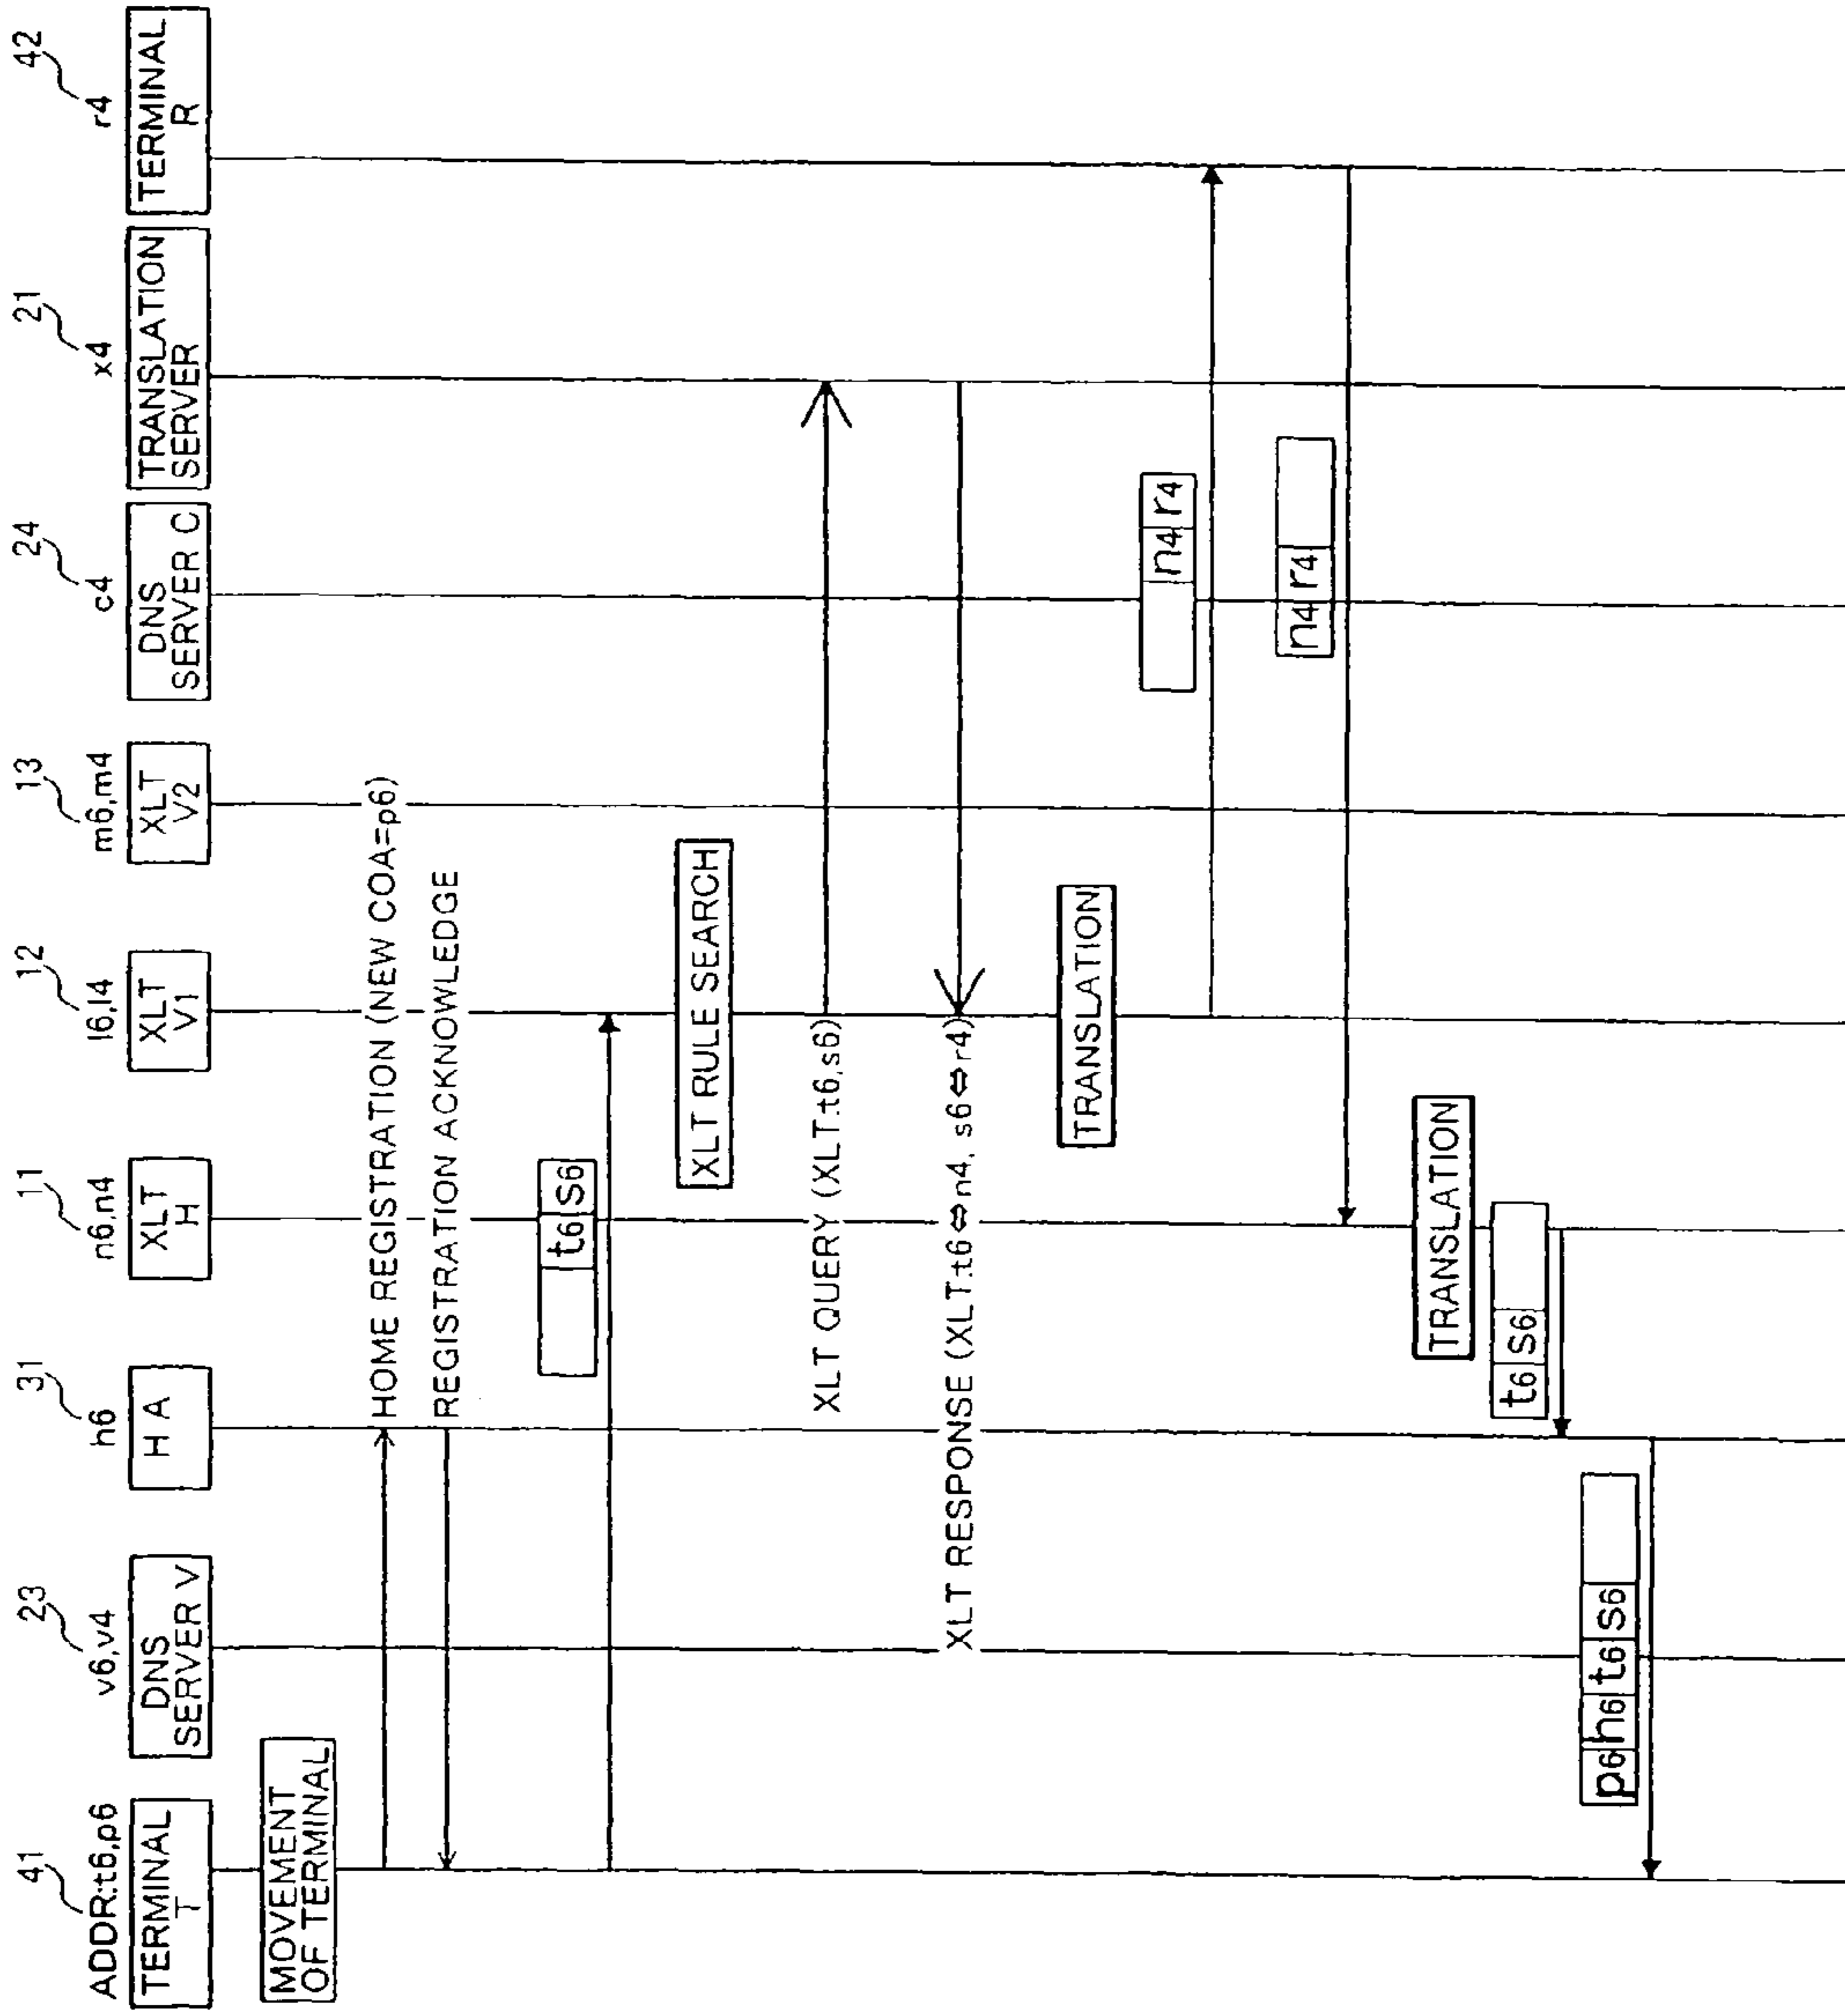 41
ADDR:t6,p6
TERMINAL
T
23
v6,v4
DNS
SERVER V
31
h6
H A
11
n6,n4
XLT
H
12
l6,l4
XLT
V1
13
m6,m4
XLT
V2
24
c4
DNS
SERVER C
21
x4
TRANSLATION
SERVER
42
r4
TERMINAL
R
MOVEMENT
OF TERMINAL
HOME REGISTRATION (NEW COA=p6)
REGISTRATION ACKNOWLEDGE
t6 s6
XLT RULE SEARCH
XLT QUERY (XLT:t6,s6)
XLT RESPONSE (XLT:t6⇔n4, s6⇔r4)
TRANSLATION
n4 r4
n4 r4
TRANSLATION
t6 s6
p6 h6 t6 s6